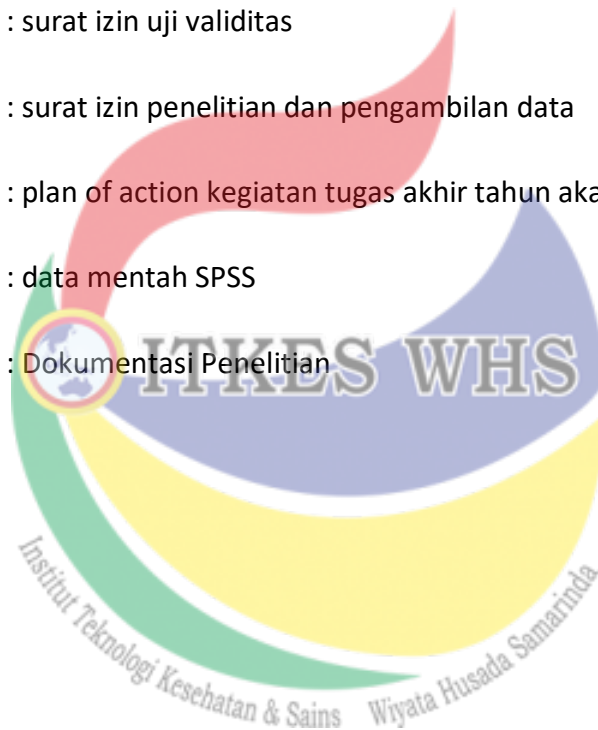 : surat izin uji validitas
: surat izin penelitian dan pengambilan data
: plan of action kegiatan tugas akhir tahun aka
: data mentah SPSS
: Dokumentasi Penelitian
ITKES WHS
Institut Teknologi Kesehatan & Sains Wiyata Husada Samarinda